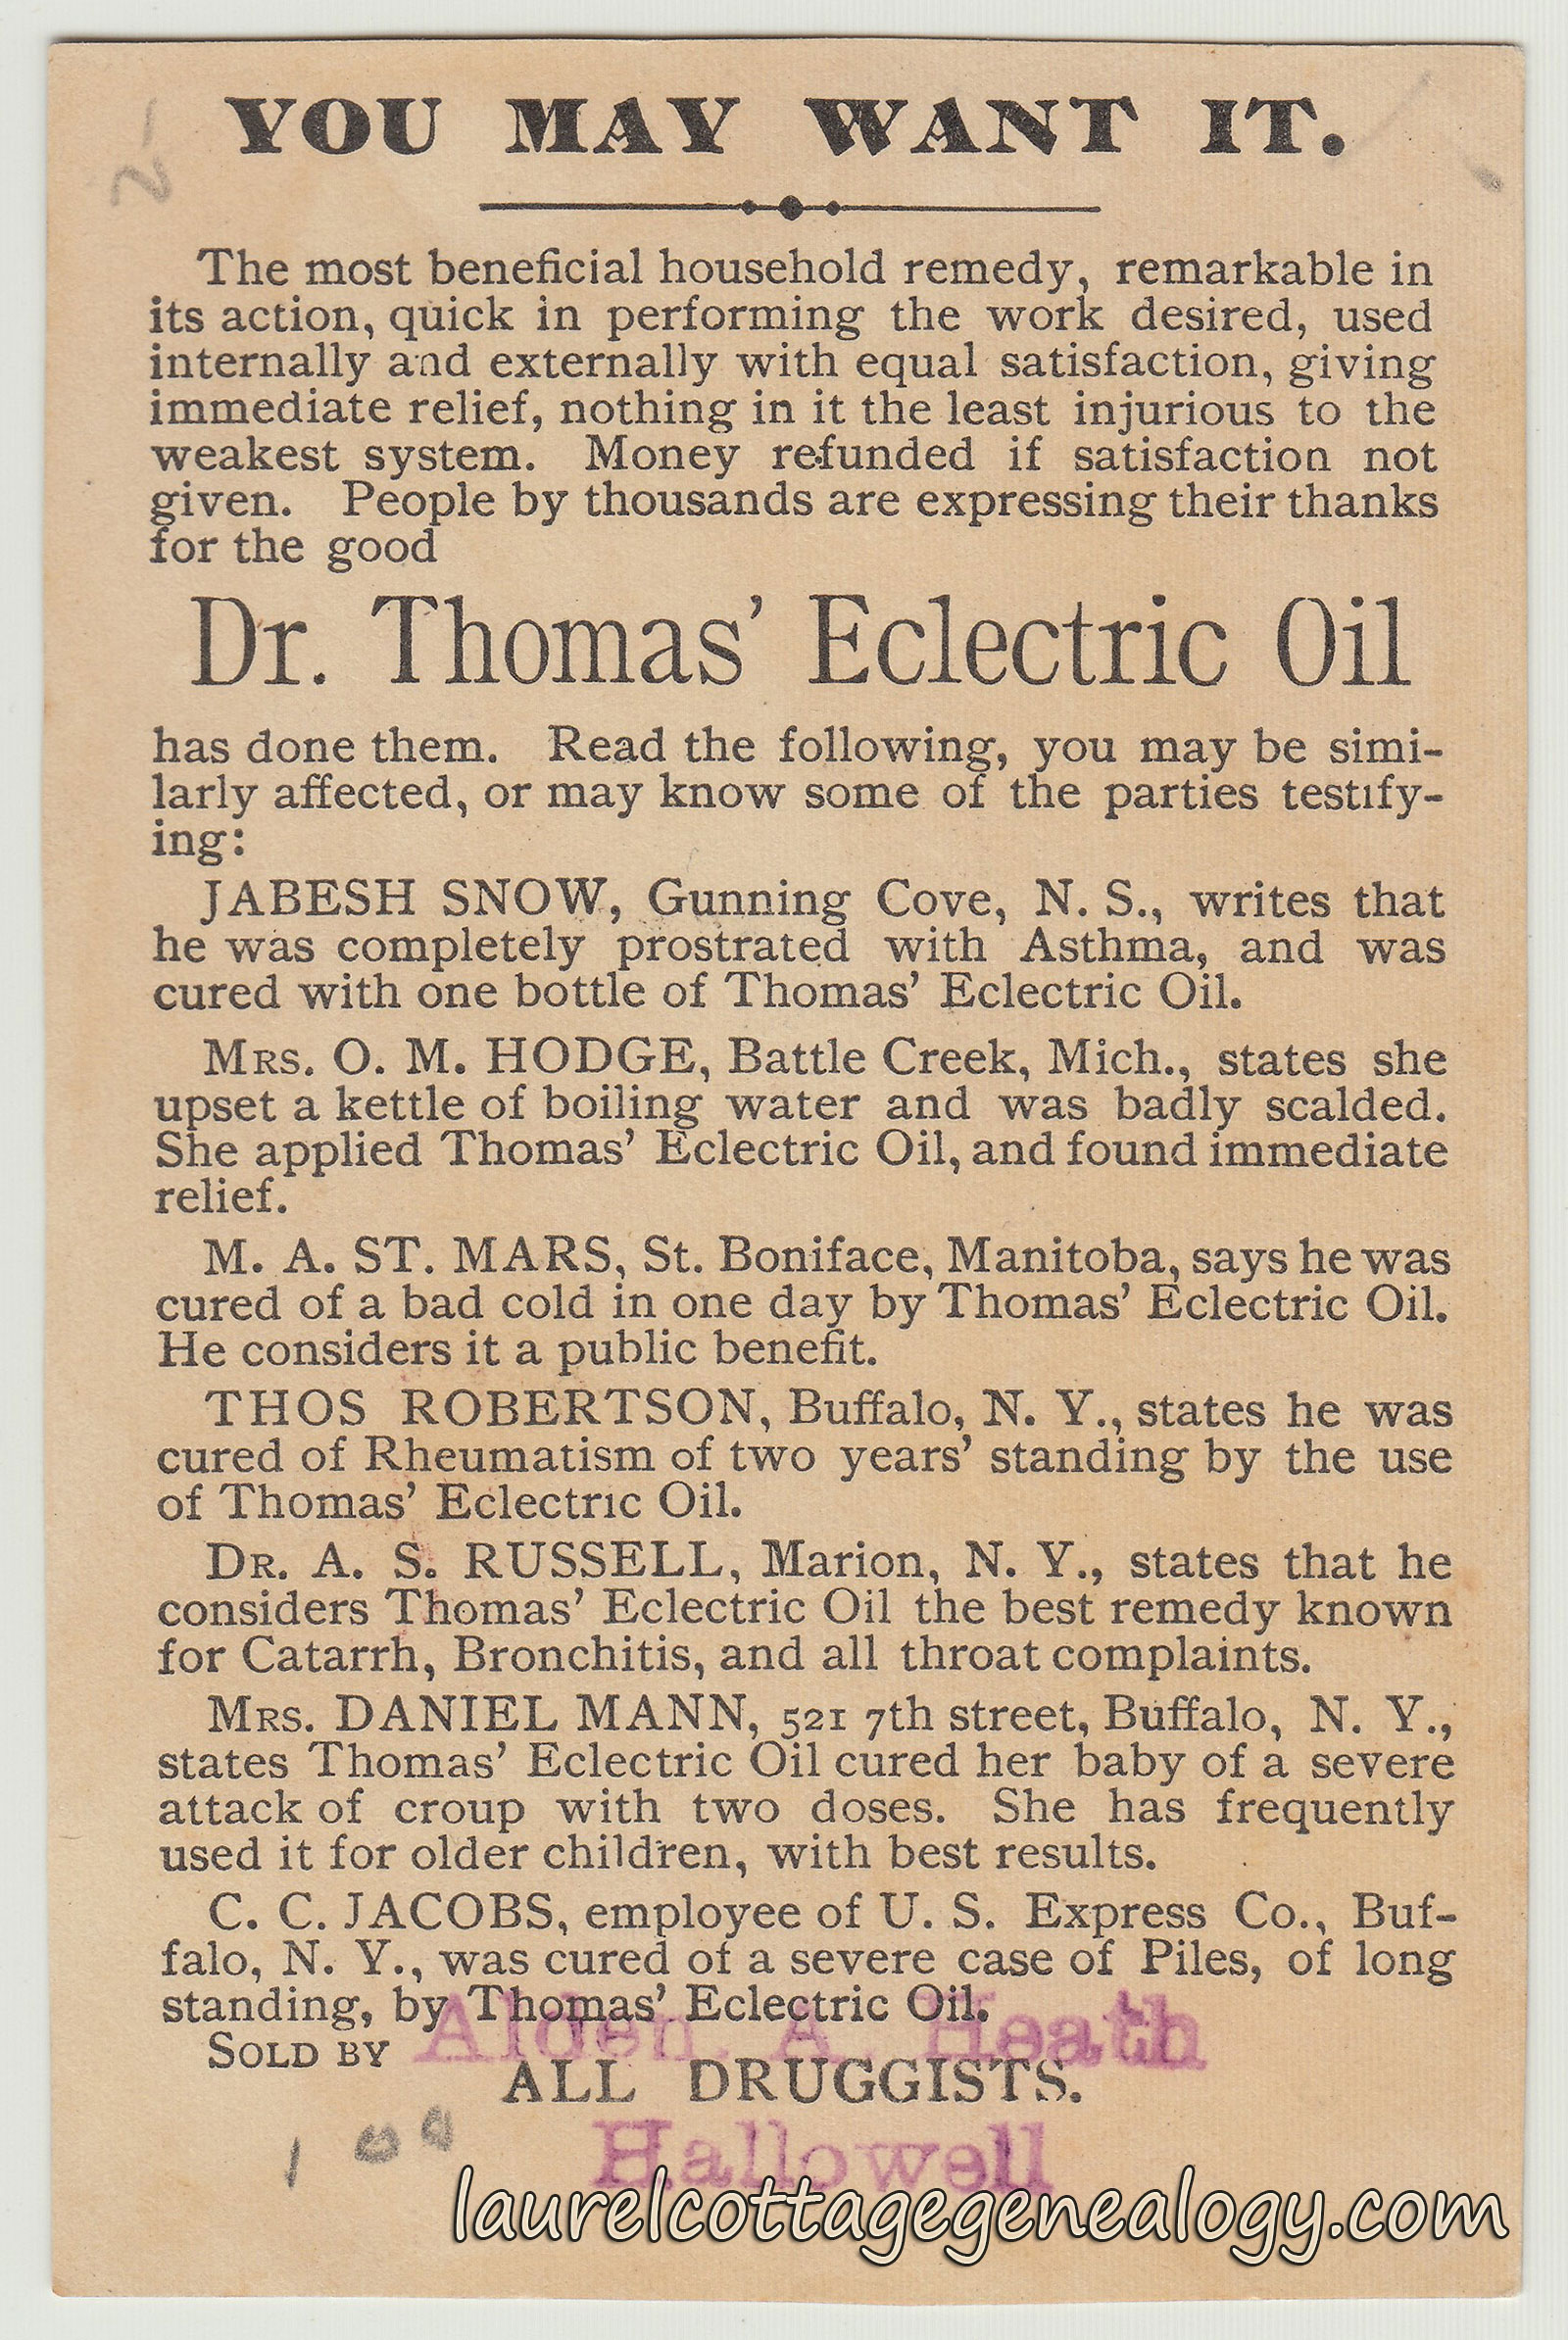 YOU MAY WANT IT.
The most beneficial household remedy, remarkable in
its action, quick in performing the work desired, used
internally and externally with equal satisfaction, giving
immediate relief, nothing in it the least injurious to the
weakest system. Money refunded if satisfaction not
given. People by thousands are expressing their thanks
for the good
Dr. Thomas' Eclectric Oil
has done them. Read the following, you may be simi-
larly affected, or may know some of the parties testify-
ing:
JABESH SNOW, Gunning Cove, N. S., writes that
he was completely prostrated with Asthma, and was
cured with one bottle of Thomas' Eclectric Oil.
MRS. O. M. HODGE, Battle Creek, Mich., states she
upset a kettle of boiling water and was badly scalded.
She applied Thomas' Eclectric Oil, and found immediate
relief.
M. A. ST. MARS, St. Boniface, Manitoba, says he was
cured of a bad cold in one day by Thomas' Eclectric Oil.
He considers it a public benefit.
THOS ROBERTSON, Buffalo, N. Y., states he was
cured of Rheumatism of two years' standing by the use
of Thomas' Eclectric Oil.
DR. A. S. RUSSELL, Marion, N. Y., states that he
considers Thomas' Eclectric Oil the best remedy known
for Catarrh, Bronchitis, and all throat complaints.
MRS. DANIEL MANN, 521 7th street, Buffalo, N. Y.,
states Thomas' Eclectric Oil cured her baby of a severe
attack of croup with two doses. She has frequently
used it for older children, with best results.
C. C. JACOBS, employee of U. S. Express Co., Buf-
falo, N. Y., was cured of a severe case of Piles, of long
standing, by Thomas' Eclectric Oil.
Alden A. Heath
SOLD BY
ALL DRUGGISTS.
Hallowell
laurelcottagegenealogy.com